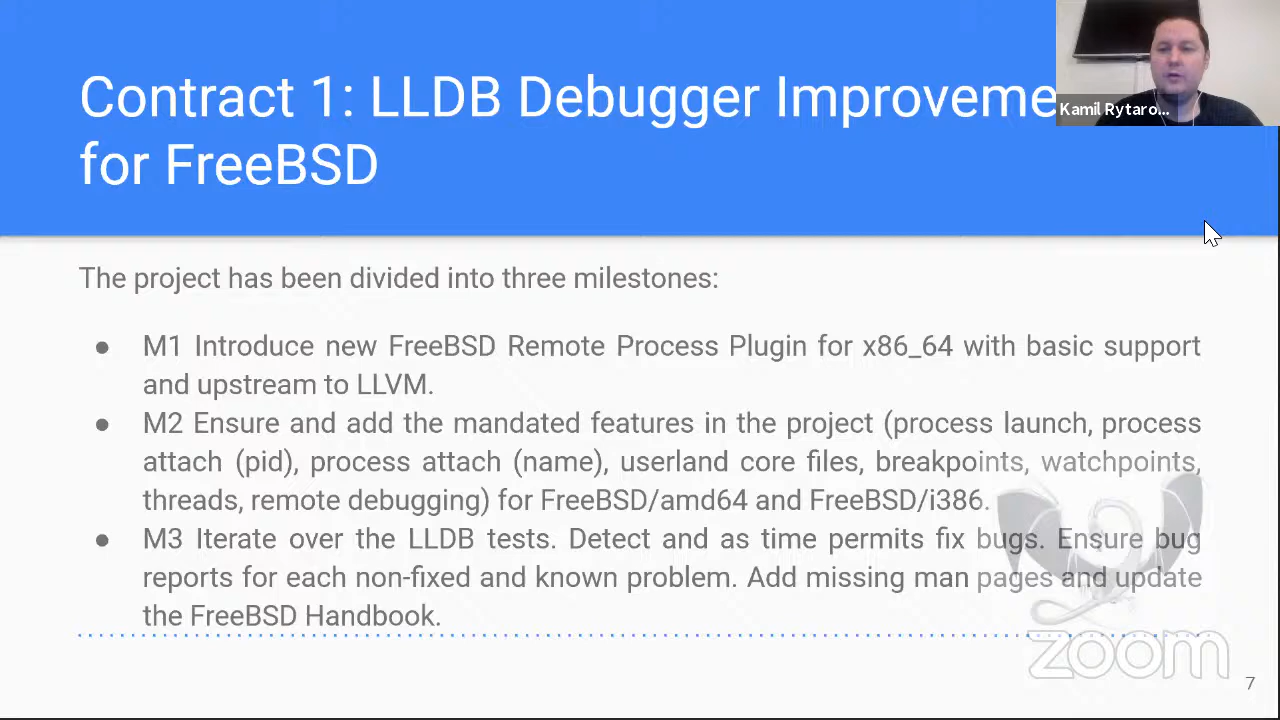 Contract 1: LLDB Debugger Improveme
for FreeBSD
Kamil Rytaro...
The project has been divided into three milestones:
● M1 Introduce new FreeBSD Remote Process Plugin for x86_64 with basic support
and upstream to LLVM.
● M2 Ensure and add the mandated features in the project (process launch, process
attach (pid), process attach (name), userland core files, breakpoints, watchpoints,
threads, remote debugging) for FreeBSD/amd64 and FreeBSD/i386.
● M3 Iterate over the LLDB tests. Detect and as time permits fix bugs. Ensure bug
reports for each non-fixed and known problem. Add missing man pages and update
the FreeBSD Handbook.
zoom
7